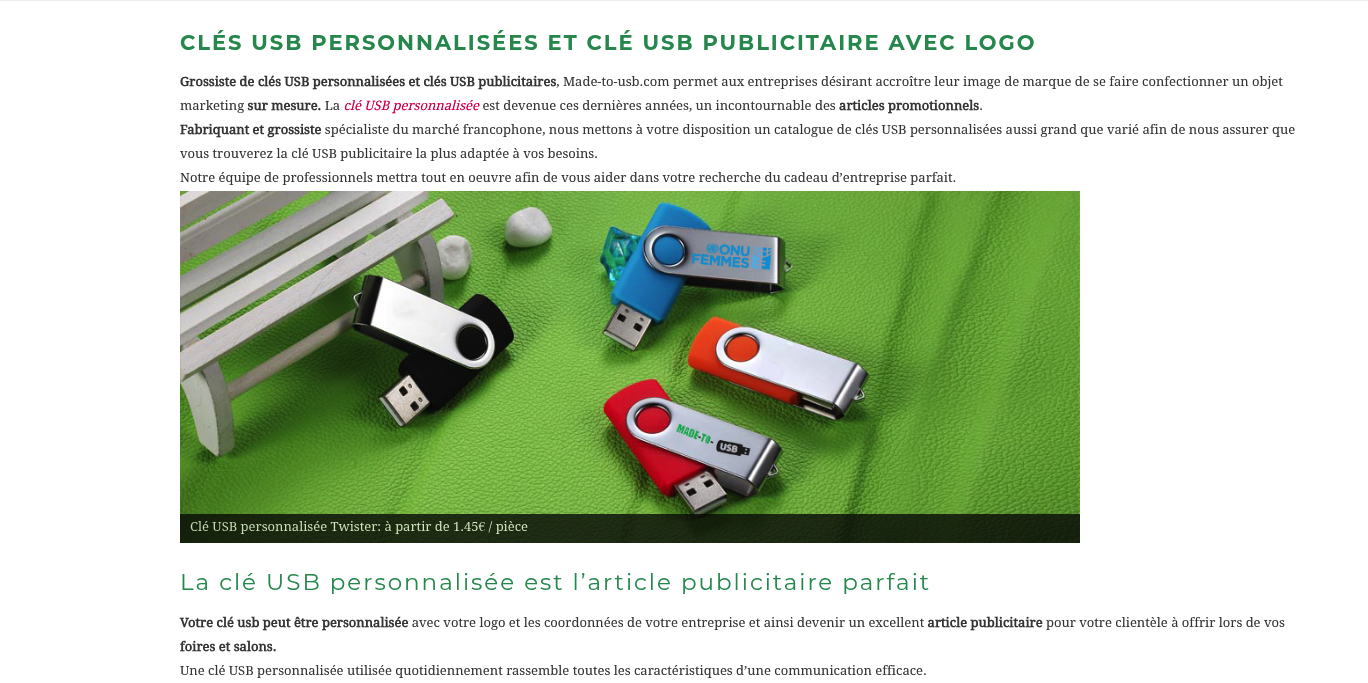 CLÉS USB PERSONNALISÉES ET CLÉ USB PUBLICITAIRE AVEC LOGO
Grossiste de clés USB personnalisées et clés USB publicitaires, Made-to-usb.com permet aux entreprises désirant accroître leur image de marque de se faire confectionner un objet
marketing sur mesure. La clé USB personnalisée est devenue ces dernières années, un incontournable des articles promotionnels.
Fabriquant et grossiste spécialiste du marché francophone, nous mettons à votre disposition un catalogue de clés USB personnalisées aussi grand que varié afin de nous assurer que
vous trouverez la clé USB publicitaire la plus adaptée à vos besoins.
Notre équipe de professionnels mettra tout en oeuvre afin de vous aider dans votre recherche du cadeau d’entreprise parfait.
ONU
FEMMES
MADE-TO-
USB
Clé USB personnalisée Twister: à partir de 1.45€ / pièce
La clé USB personnalisée est l’article publicitaire parfait
Votre clé usb peut être personnalisée avec votre logo et les coordonnées de votre entreprise et ainsi devenir un excellent article publicitaire pour votre clientèle à offrir lors de vos
foires et salons.
Une clé USB personnalisée utilisée quotidiennement rassemble toutes les caractéristiques d’une communication efficace.